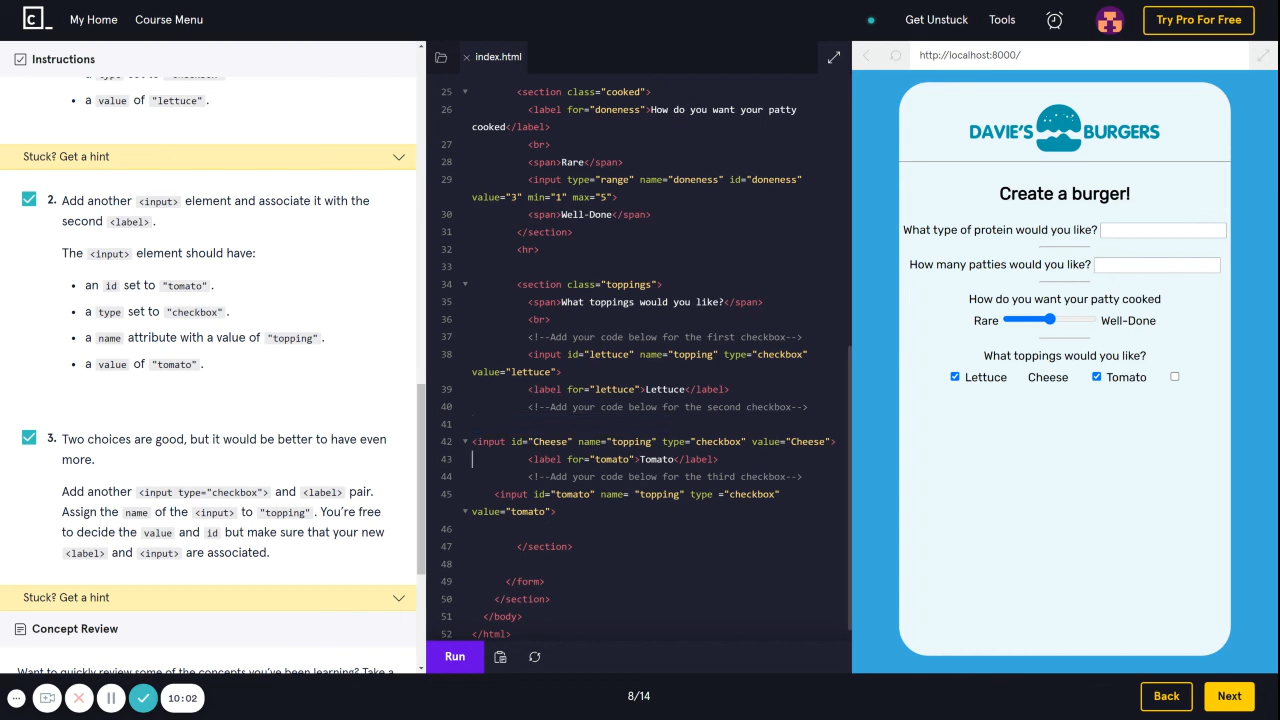 My Home
Course Menu
Get Unstuck
Tools
Try Pro For Free
Instructions
a value of "lettuce".
Stuck? Get a hint
2. Add another <input> element and associate it with the
second <label>.
The <input> element should have:
an id set to "tomato".
a type set to "checkbox".
a name attribute with a value of "topping".
a value of "tomato".
3. Two choices are good, but it would be better to have even
more.
Add another <input type="checkbox"> and <label> pair.
Assign the name of the <input> to "topping". You're free
to decide the value and id but make sure that your new
<label> and <input> are associated.
Stuck? Get a hint
Concept Review
Want to quickly review some of the concepts you've been learning? Take a
10:02
index.html
25 <section class="cooked">
26 <label for="doneness">How do you want your patty
cooked</label>
27 <br>
28 <span>Rare</span>
29 <input type="range" name="doneness" id="doneness"
value="3" min="1" max="5">
30 <span>Well-Done</span>
31 </section>
32 <hr>
33
34 <section class="toppings">
35 <span>What toppings would you like?</span>
36 <br>
37 <!--Add your code below for the first checkbox-->
38 <input id="lettuce" name="topping" type="checkbox"
value="lettuce">
39 <label for="lettuce">Lettuce</label>
40 <!--Add your code below for the second checkbox-->
41
42 <input id="Cheese" name="topping" type="checkbox" value="Cheese">
43 <label for="tomato">Tomato</label>
44 <!--Add your code below for the third checkbox-->
45 <input id="tomato" name= "topping" type ="checkbox"
value="tomato">
46
47 </section>
48
49 </form>
50 </section>
51 </body>
52 </html>
Run
8/14
Back
Next
http://localhost:8000/
DAVIE'S BURGERS
Create a burger!
What type of protein would you like?
How many patties would you like?
How do you want your patty cooked
Rare Well-Done
What toppings would you like?
Lettuce Cheese Tomato